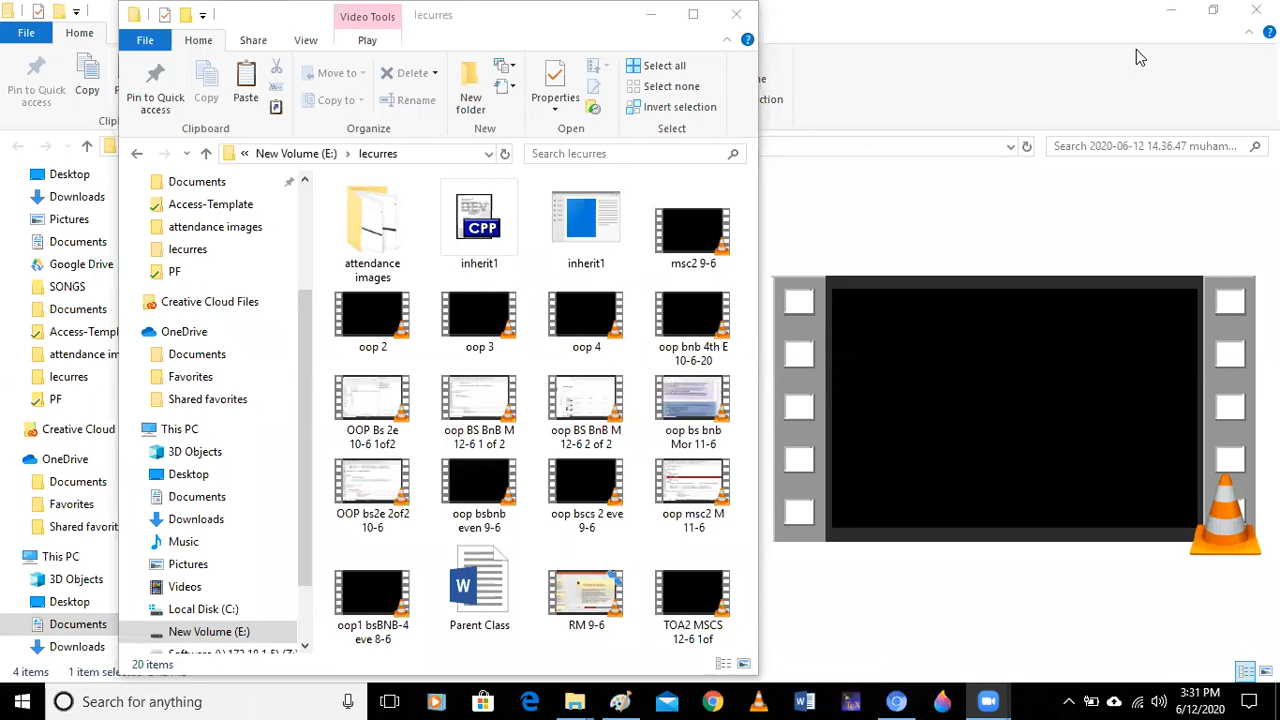 Video Tools
lecurres
File
Home
File
Home
Share
View
Play
Pin to Quick
access
Copy
Pin to Quick
access
Copy
Paste
Move to
Copy to
Delete
Rename
New
folder
Properties
Open
Select all
Select none
Invert selection
Clipboard
Organize
New
Open
Select
New Volume (E:)
lecurres
Search lecurres
Search 2020-06-12 14.36.47 muham...
Desktop
Downloads
Pictures
Documents
Google Drive
SONGS
Documents
Access-Templ
attendance im
lecurres
PF
Creative Cloud
OneDrive
Documents
Favorites
Shared favorit
This PC
3D Objects
Desktop
Documents
Downloads
4 items
1 item selec
Documents
Access-Template
attendance images
lecurres
PF
Creative Cloud Files
OneDrive
Documents
Favorites
Shared favorites
This PC
3D Objects
Desktop
Documents
Downloads
Music
Pictures
Videos
Local Disk (C:)
New Volume (E:)
attendance
images
CPP
inherit1
inherit1
msc2 9-6
oop 2
oop 3
oop 4
oop bnb 4th E
10-6-20
OOP Bs 2e
10-6 1of2
oop BS BnB M
12-6 1 of 2
oop BS BnB M
12-6 2 of 2
oop bs bnb
Mor 11-6
OOP bs2e 2of2
10-6
oop bsbnb
even 9-6
oop bscs 2 eve
9-6
oop msc2 M
11-6
oop1 bsBNB-4
eve 8-6
W
Parent Class
RM 9-6
TOA2 MSCS
12-6 1of
20 items
Search for anything
3:31 PM
6/12/2020